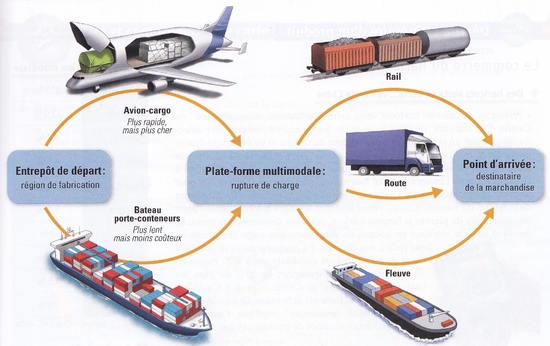 Avion-cargo
Plus rapide,
mais plus cher
Rail
Entrepôt de départ :
région de fabrication
Plate-forme multimodale :
rupture de charge
Route
Point d'arrivée :
destinataire
de la marchandise
Bateau
porte-conteneurs
Plus lent
mais moins coûteux
Fleuve